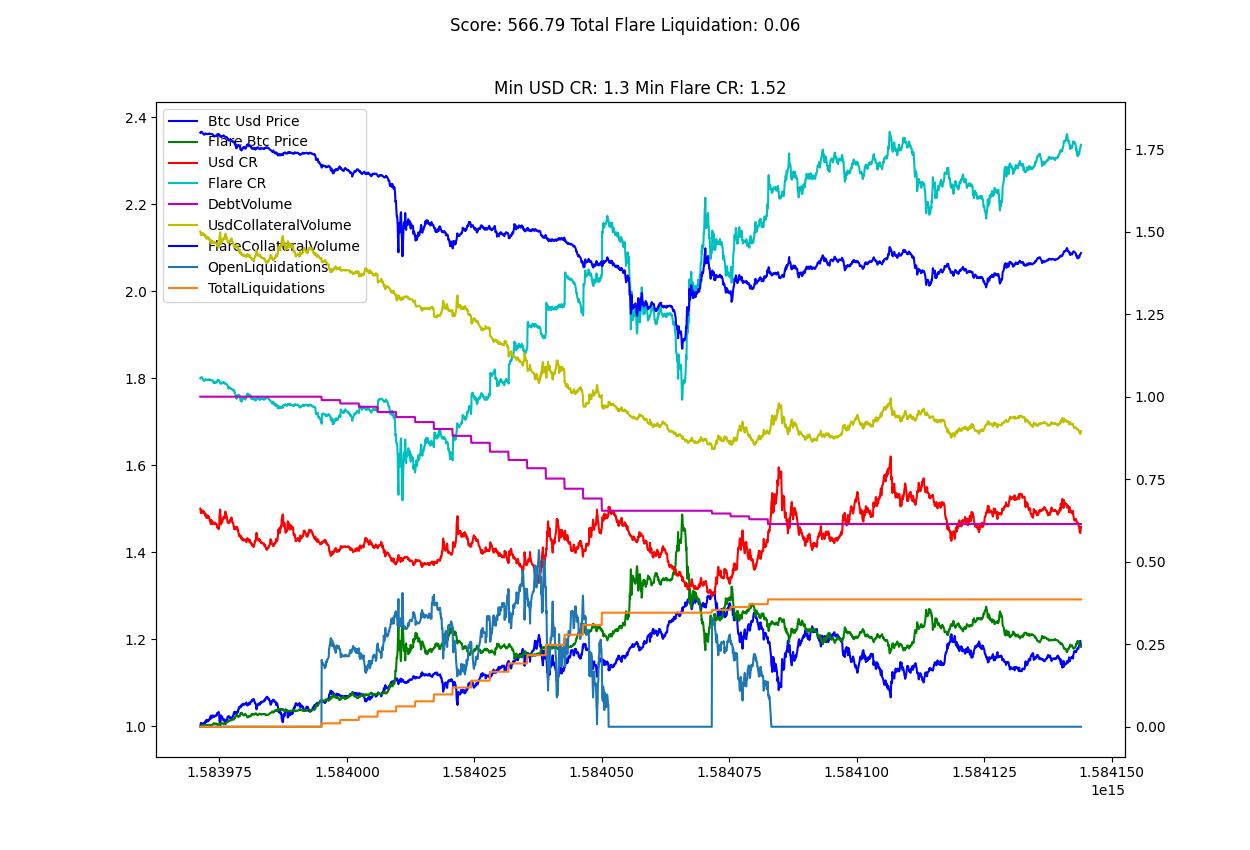 Score: 566.79 Total Flare Liquidation: 0.06
Min USD CR: 1.3 Min Flare CR: 1.52
Btc Usd Price
Flare Btc Price
Usd CR
Flare CR
DebtVolume
UsdCollateralVolume
FlareCollateralVolume
OpenLiquidations
TotalLiquidations
2.4
2.2
2.0
1.8
1.6
1.4
1.2
1.0
1.75
1.50
1.25
1.00
0.75
0.50
0.25
0.00
1.583975 1.584000 1.584025 1.584050 1.584075 1.584100 1.584125 1.584150
1e15